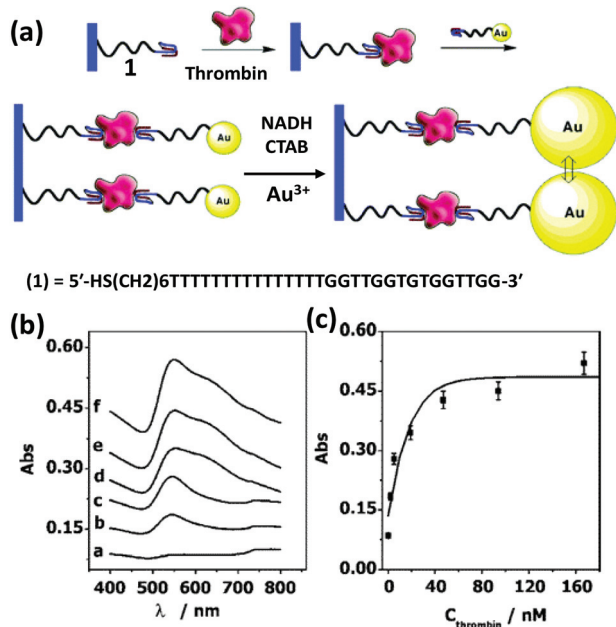 (a)
1
Thrombin
Au
Au
Au
NADH
CTAB
Au³⁺
Au
Au
(1) = 5′-HS(CH2)6TTTTTTTTTTTTTTTGGTTGGTGTGGTTGG-3′
(b)
0.60
0.45
0.30
0.15
Abs
f
e
d
c
b
a
400 500 600 700 800
λ / nm
(c)
0.60
0.45
0.30
0.15
0.00
Abs
0 40 80 120 160
C thrombin / nM